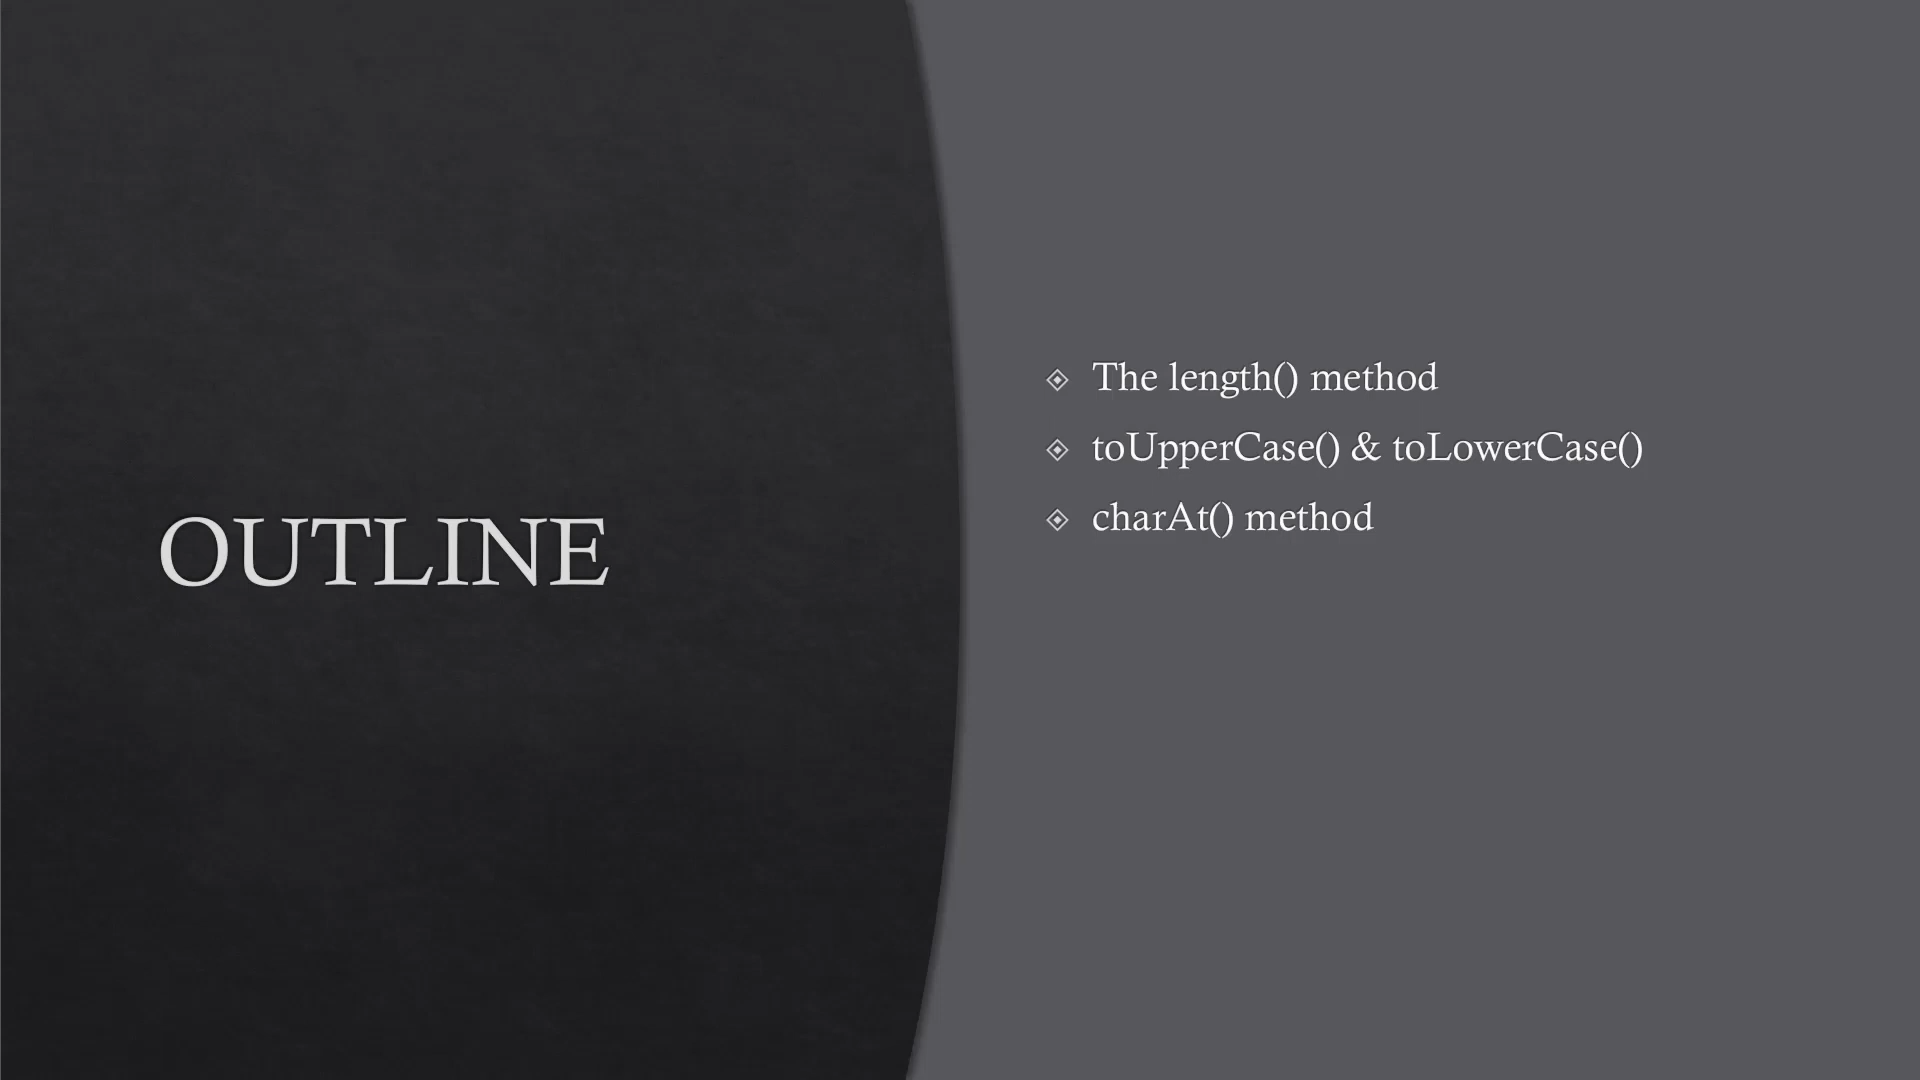 OUTLINE
The length() method
toUpperCase() & toLowerCase()
charAt() method